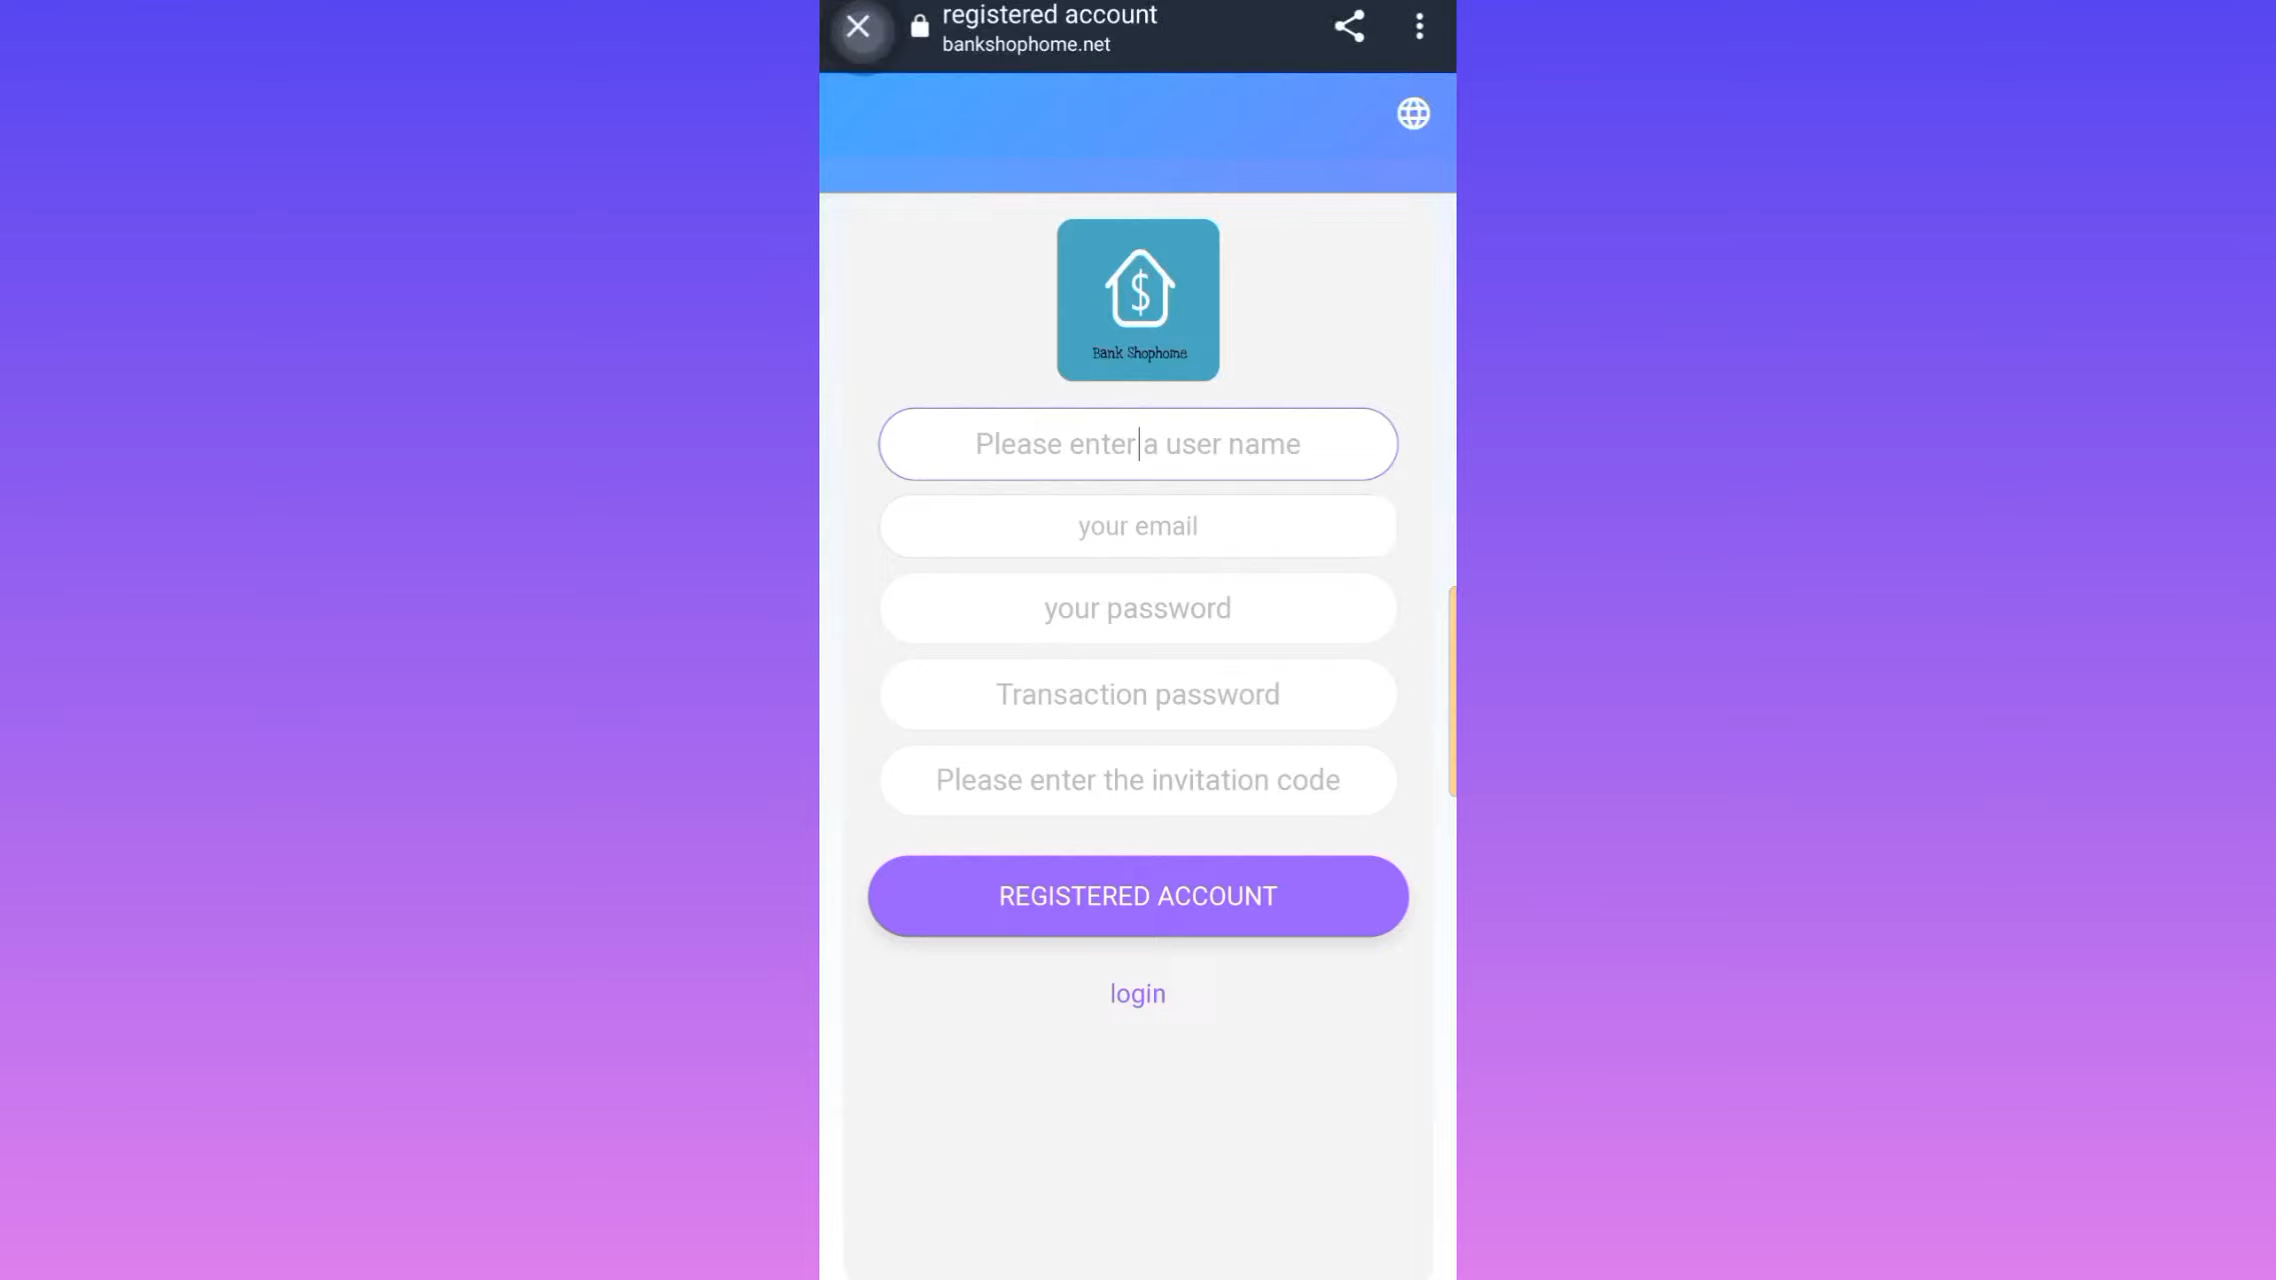 registered account
bankshophome.net
$
Bank Shophome
Please enter a user name
your email
your password
Transaction password
Please enter the invitation code
REGISTERED ACCOUNT
login